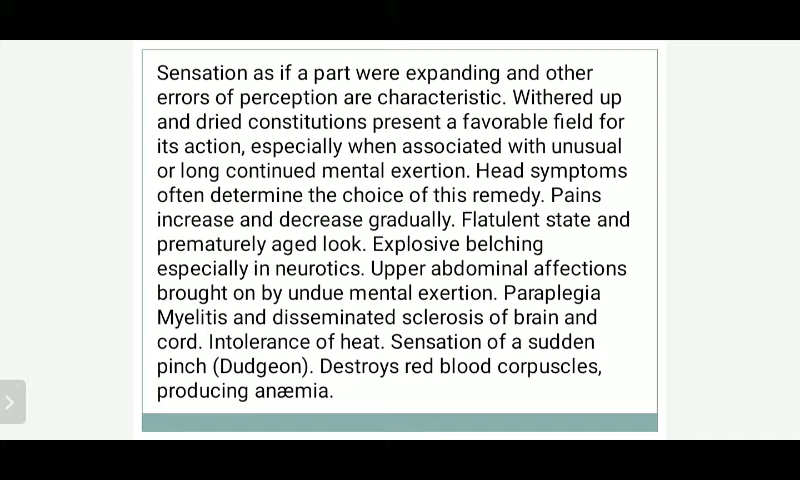 Sensation as if a part were expanding and other
errors of perception are characteristic. Withered up
and dried constitutions present a favorable field for
its action, especially when associated with unusual
or long continued mental exertion. Head symptoms
often determine the choice of this remedy. Pains
increase and decrease gradually. Flatulent state and
prematurely aged look. Explosive belching
especially in neurotics. Upper abdominal affections
brought on by undue mental exertion. Paraplegia
Myelitis and disseminated sclerosis of brain and
cord. Intolerance of heat. Sensation of a sudden
pinch (Dudgeon). Destroys red blood corpuscles,
producing anæmia.